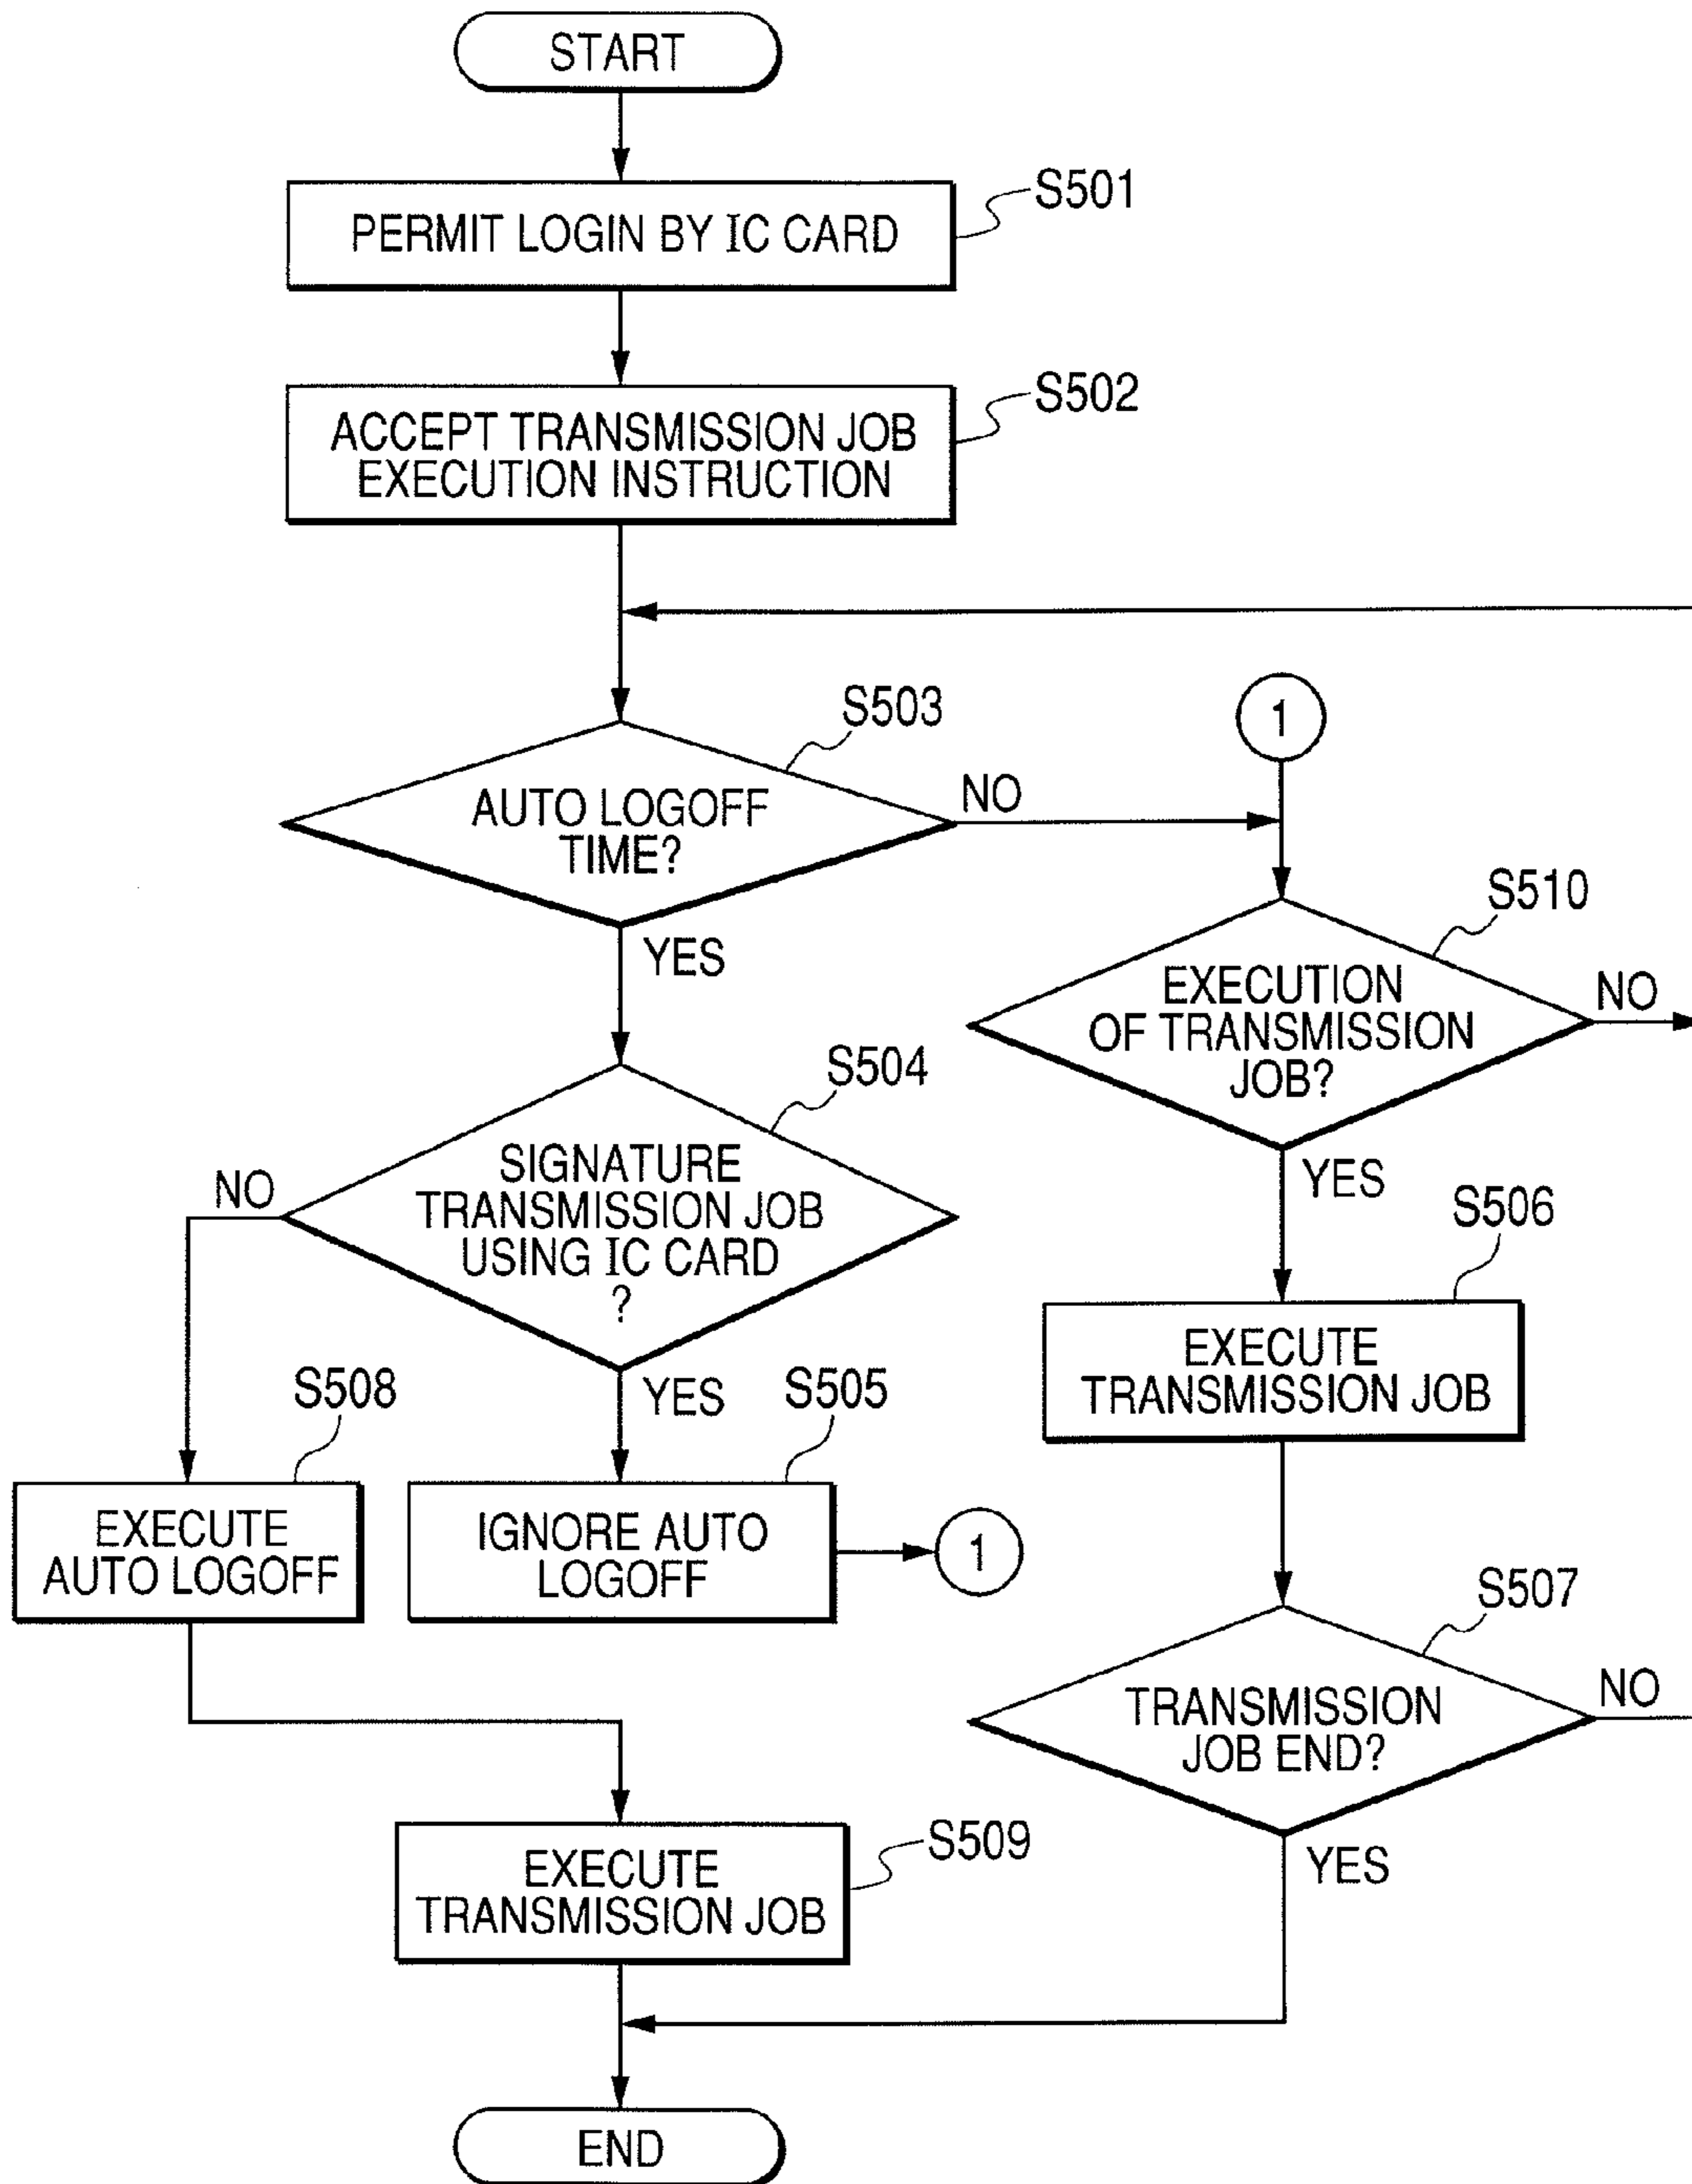 START
S501
PERMIT LOGIN BY IC CARD
S502
ACCEPT TRANSMISSION JOB
EXECUTION INSTRUCTION
S503
1
AUTO LOGOFF
TIME?
NO
YES
S510
EXECUTION
OF TRANSMISSION
JOB?
NO
YES
S504
SIGNATURE
TRANSMISSION JOB
USING IC CARD
?
NO
YES
S506
EXECUTE
TRANSMISSION JOB
S508
EXECUTE
AUTO LOGOFF
S505
IGNORE AUTO
LOGOFF
1
S507
TRANSMISSION
JOB END?
NO
YES
S509
EXECUTE
TRANSMISSION JOB
END